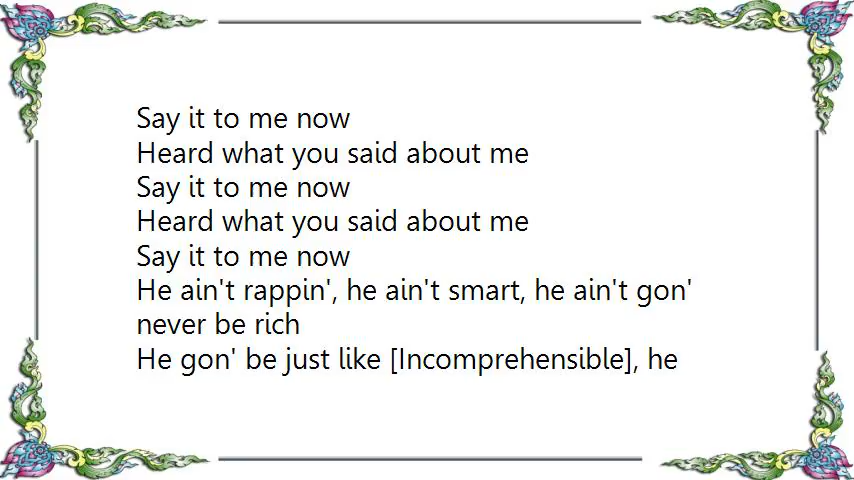 Say it to me now
Heard what you said about me
Say it to me now
Heard what you said about me
Say it to me now
He ain't rappin', he ain't smart, he ain't gon'
never be rich
He gon' be just like [Incomprehensible], he